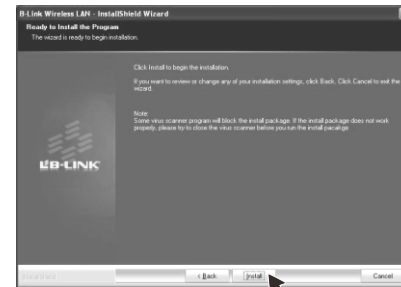 B-Link Wireless LAN - InstallShield Wizard
Ready to Install the Program
The wizard is ready to begin installation.
Click Install to begin the installation.
If you want to review or change any of your installation settings, click Back. Click Cancel to exit the
wizard.
Note:
Some virus scanner program will block the install package. If the install package does not work
properly, please try to close the virus scanner before you run the install pacakge
LB-LINK
InstallShield
< Back
Install
Cancel